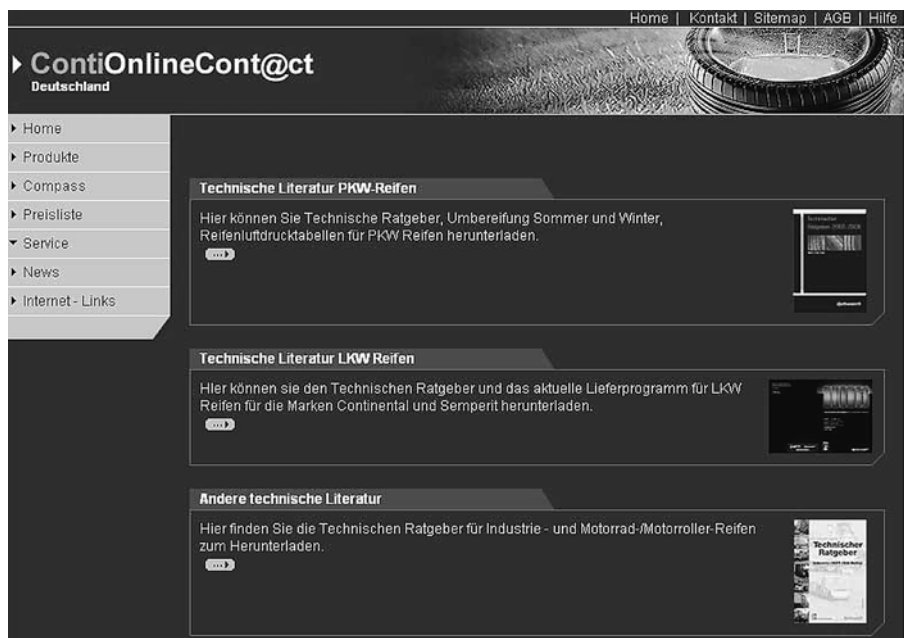 Home | Kontakt | Sitemap | AGB | Hilfe
ContiOnlineCont@ct
Deutschland
Home
Produkte
Compass
Preisliste
Service
News
Internet - Links
Technische Literatur PKW-Reifen
Hier können Sie Technische Ratgeber, Umbereifung Sommer und Winter,
Reifenluftdrucktabellen für PKW Reifen herunterladen.
Technische Literatur LKW Reifen
HIer können sie den Technischen Ratgeber und das aktuelle Lieferprogramm für LKW
Reifen für die Marken Continental und Semperit herunterladen.
Andere technische Literatur
Hier finden Sie die Technischen Ratgeber für Industrie - und Motorrad-/Motorroller-Reifen
zum Herunterladen.
Technischer
Ratgeber